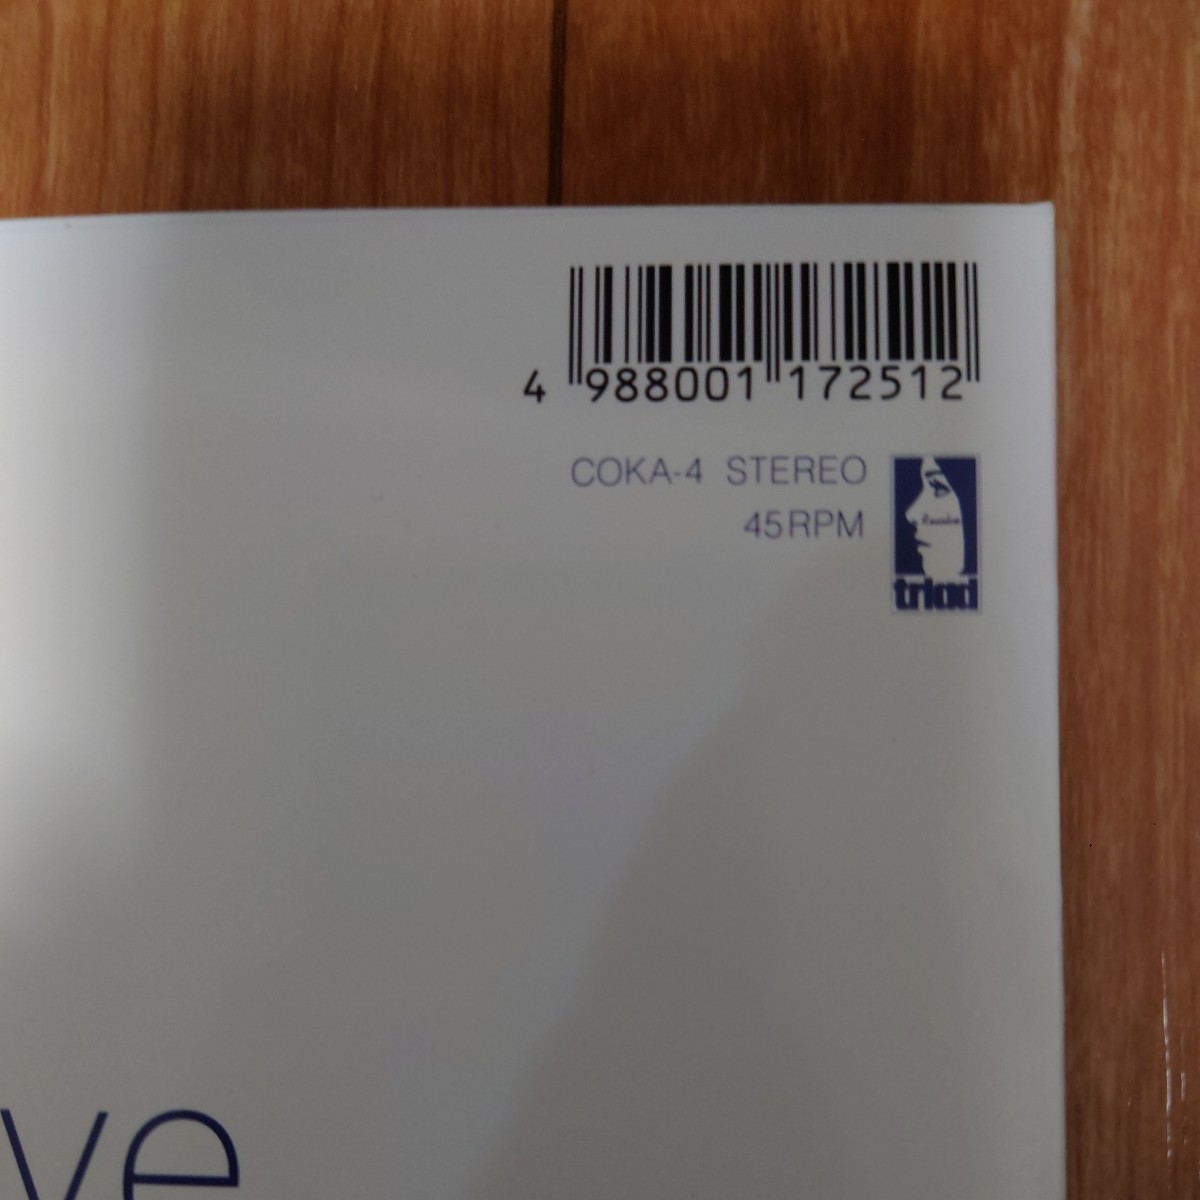 4 988001 172512
COKA-4 STEREO
45RPM
triad
ve